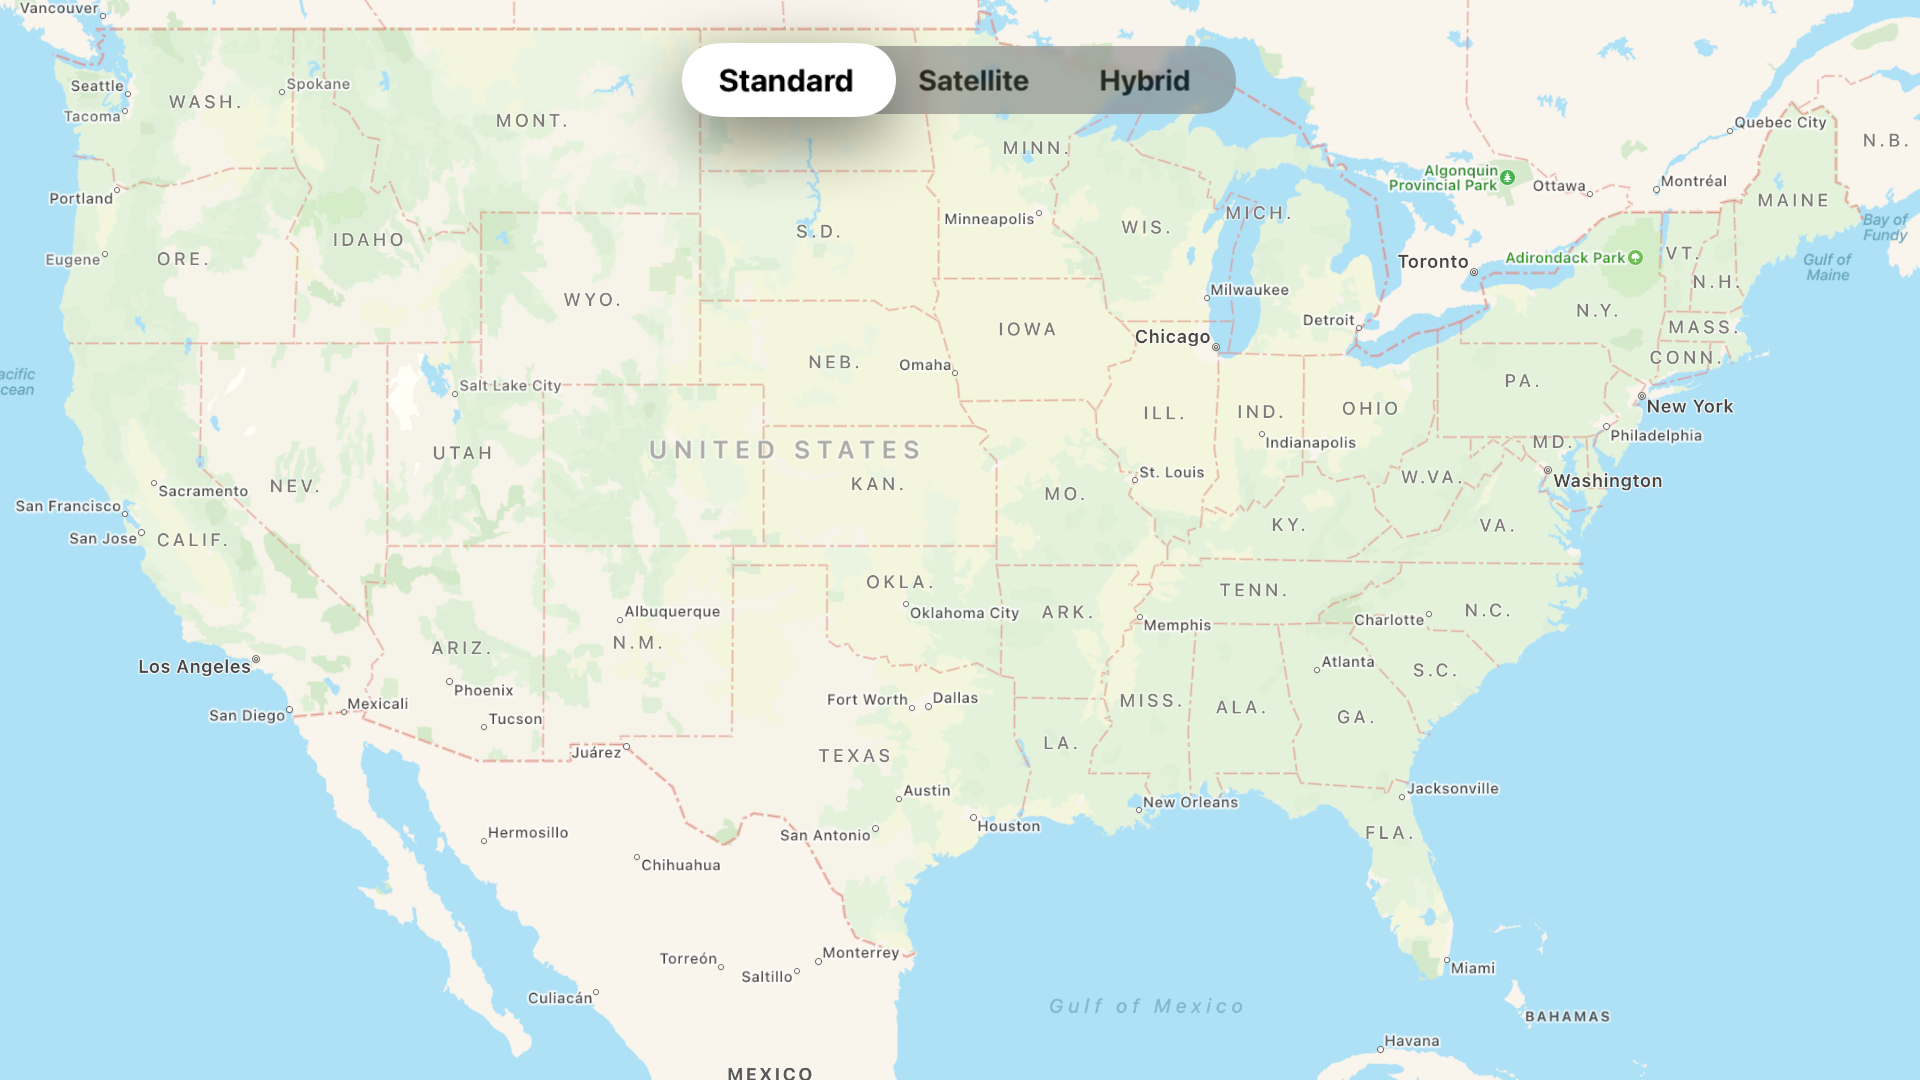 Vancouver
Standard
Satellite
Hybrid
Seattle
Spokane
WASH.
Tacoma
MONT.
MINN.
Quebec City
N.B.
Algonquin
Provincial Park
Ottawa
Montréal
MAINE
Portland
Minneapolis
WIS.
MICH.
S.D.
Bay of
Fundy
IDAHO
ORE.
Eugene
Toronto
Adirondack Park
VT.
Gulf of
Maine
N.H.
WYO.
Milwaukee
N.Y.
Detroit
IOWA
MASS.
Chicago
CONN.
NEB.
Omaha
acific
cean
Salt Lake City
PA.
ILL.
IND.
OHIO
New York
Philadelphia
Indianapolis
MD.
UNITED STATES
UTAH
St. Louis
W.VA.
Washington
KAN.
NEV.
Sacramento
MO.
San Francisco
KY.
VA.
San Jose
CALIF.
OKLA.
TENN.
Albuquerque
Oklahoma City
ARK.
Memphis
Charlotte
N.C.
N.M.
ARIZ.
Los Angeles
Atlanta
S.C.
Phoenix
Fort Worth
Dallas
MISS.
ALA.
GA.
Mexicali
San Diego
Tucson
Juárez
TEXAS
LA.
Austin
New Orleans
Jacksonville
Houston
San Antonio
Hermosillo
FLA.
Chihuahua
Monterrey
Torreón
Saltillo
Miami
Culiacán
Gulf of Mexico
BAHAMAS
Havana
MEXICO